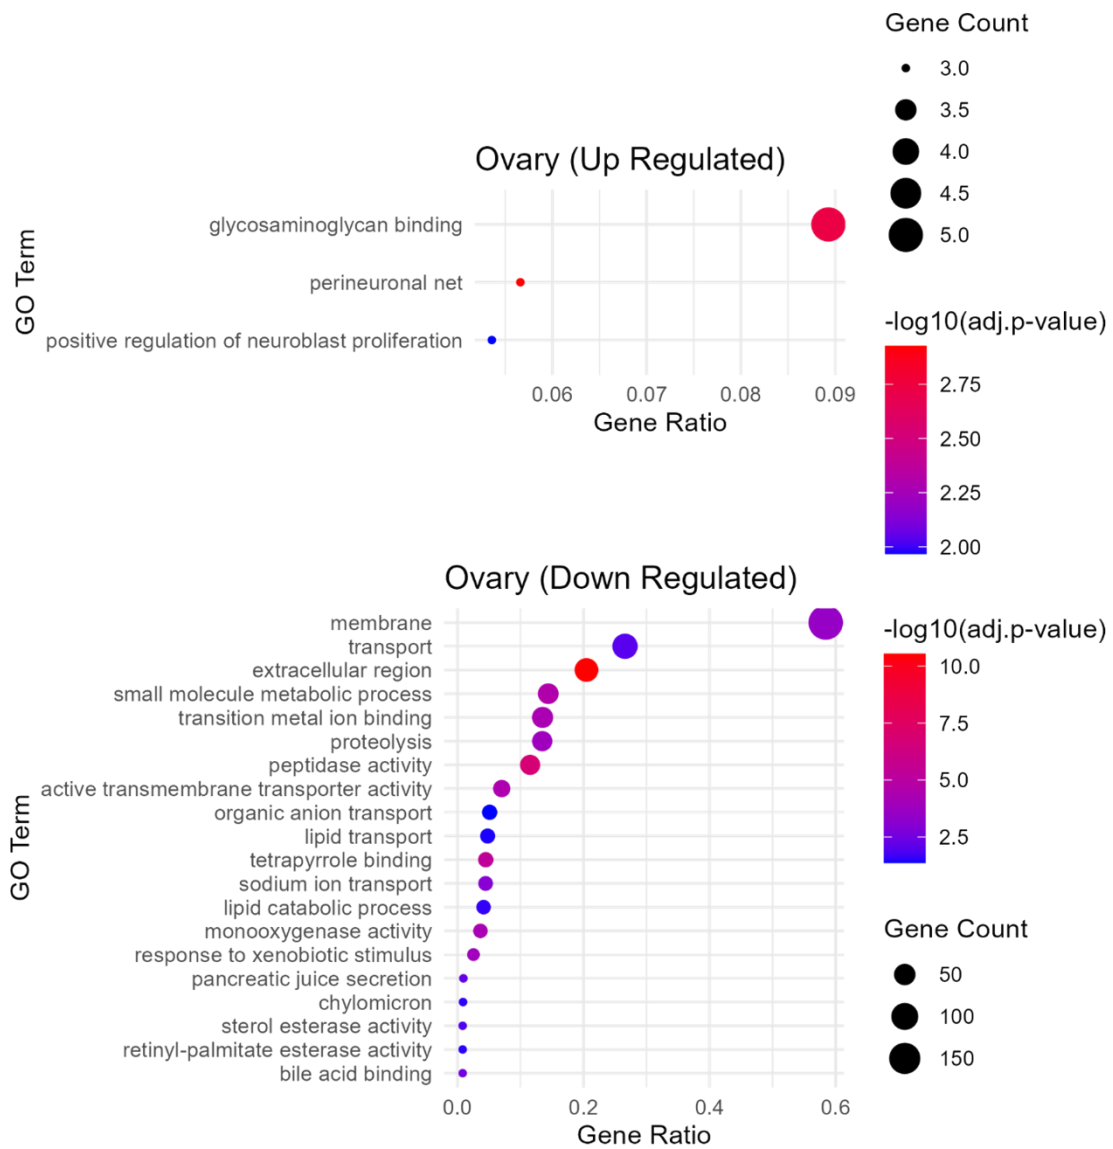 Gene Count
3.0
3.5
4.0
4.5
5.0
Ovary (Up Regulated)
GO Term
glycosaminoglycan binding
perineuronal net
positive regulation of neuroblast proliferation
0.06 0.07 0.08 0.09
Gene Ratio
-log10(adj.p-value)
2.75
2.50
2.25
2.00
Ovary (Down Regulated)
GO Term
membrane
transport
extracellular region
small molecule metabolic process
transition metal ion binding
proteolysis
peptidase activity
active transmembrane transporter activity
organic anion transport
lipid transport
tetrapyrrole binding
sodium ion transport
lipid catabolic process
monooxygenase activity
response to xenobiotic stimulus
pancreatic juice secretion
chylomicron
sterol esterase activity
retinyl-palmitate esterase activity
bile acid binding
0.0 0.2 0.4 0.6
Gene Ratio
-log10(adj.p-value)
10.0
7.5
5.0
2.5
Gene Count
50
100
150